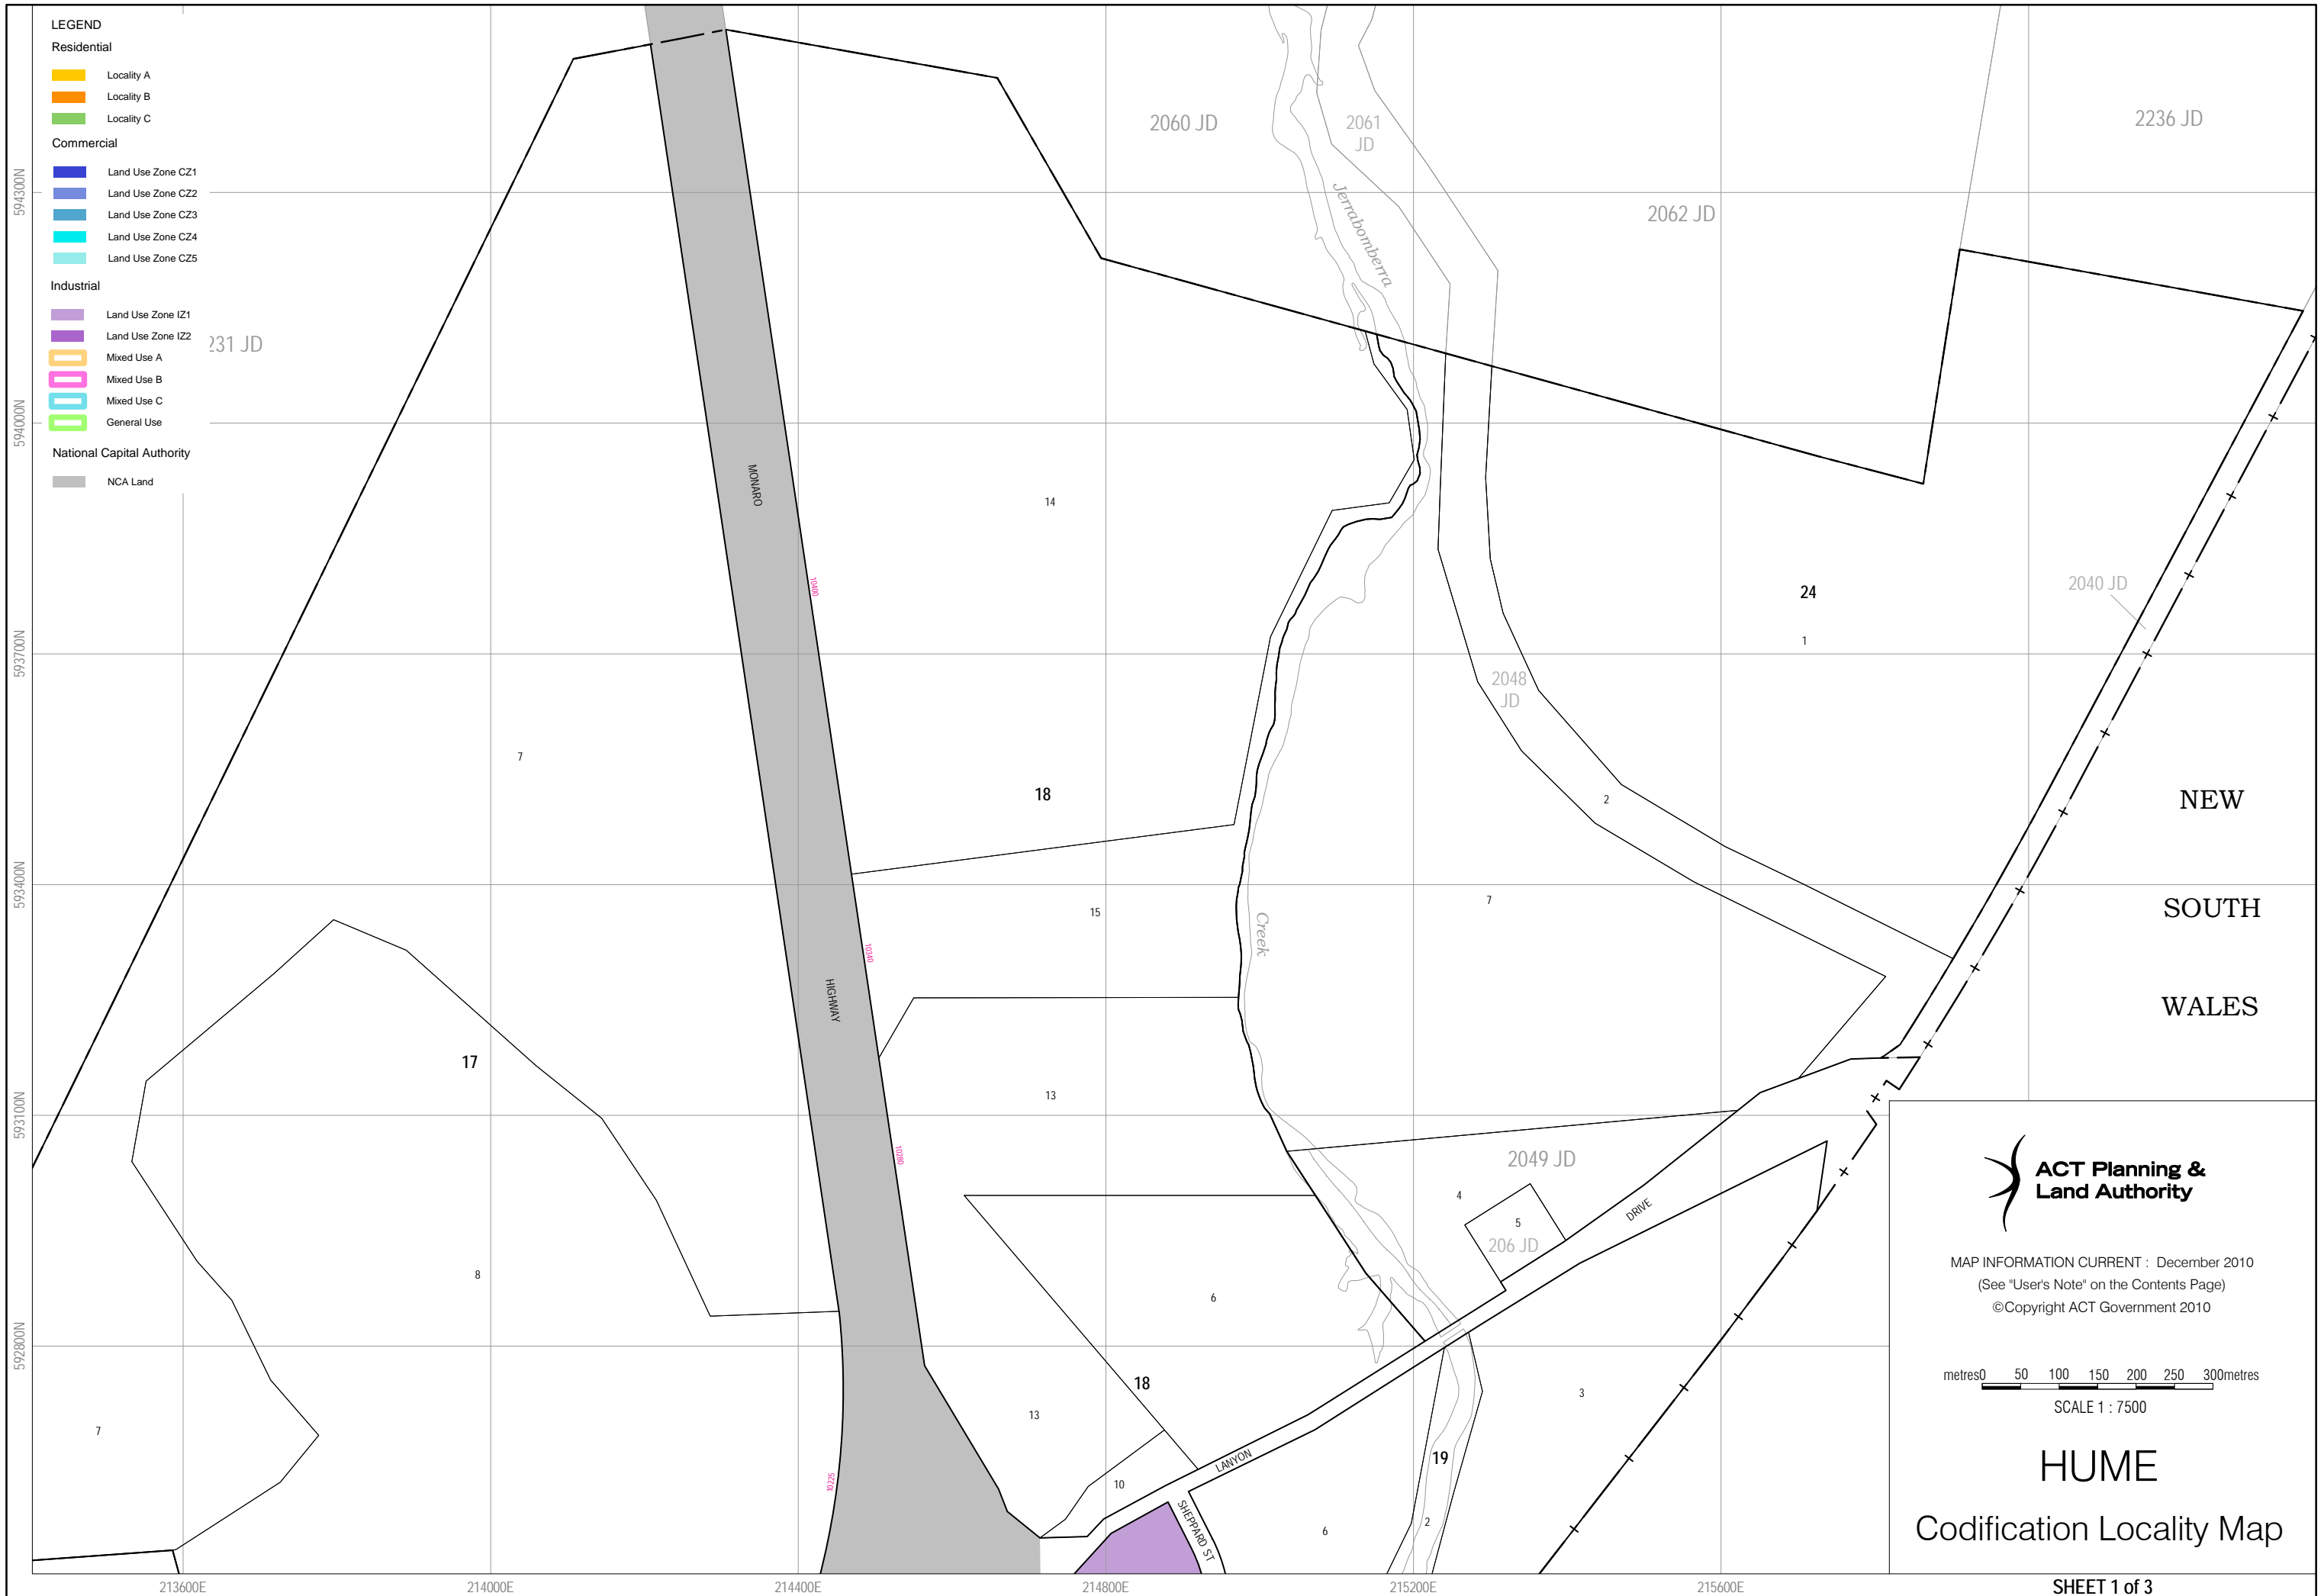 LEGEND
Residential
Locality A
Locality B
Locality C
Commercial
Land Use Zone CZ1
Land Use Zone CZ2
Land Use Zone CZ3
Land Use Zone CZ4
Land Use Zone CZ5
Industrial
Land Use Zone IZ1
Land Use Zone IZ2
Mixed Use A
Mixed Use B
Mixed Use C
General Use
National Capital Authority
NCA Land
231 JD
2060 JD
2061
JD
2236 JD
2062 JD
Jerrabomberra
594300N
594000N
593700N
593400N
593100N
592800N
MONARO
14
10400
24
1
2040 JD
2048
JD
7
18
2
NEW
SOUTH
WALES
15
7
Creek
10340
HIGHWAY
17
13
10280
2049 JD
4
5
206 JD
DRIVE
8
6
18
13
7
10225
10
LANYON
SHEPPARD ST
6
19
2
3
ACT Planning &
Land Authority
MAP INFORMATION CURRENT : December 2010
(See "User's Note" on the Contents Page)
©Copyright ACT Government 2010
metres0 50 100 150 200 250 300metres
SCALE 1 : 7500
HUME
Codification Locality Map
213600E 214000E 214400E 214800E 215200E 215600E
SHEET 1 of 3